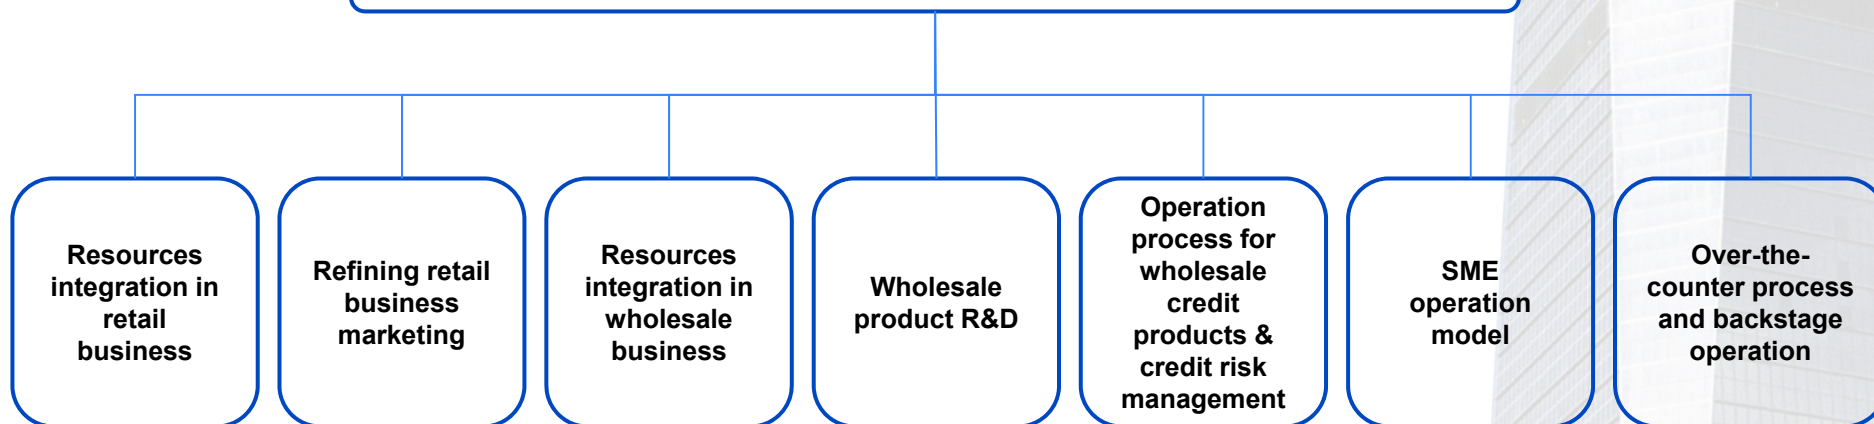 Resources
integration in
retail
business
Refining retail
business
marketing
Resources
integration in
wholesale
business
Wholesale
product R&D
Operation
process for
wholesale
credit
products &
credit risk
management
SME
operation
model
Over-the-
counter process
and backstage
operation